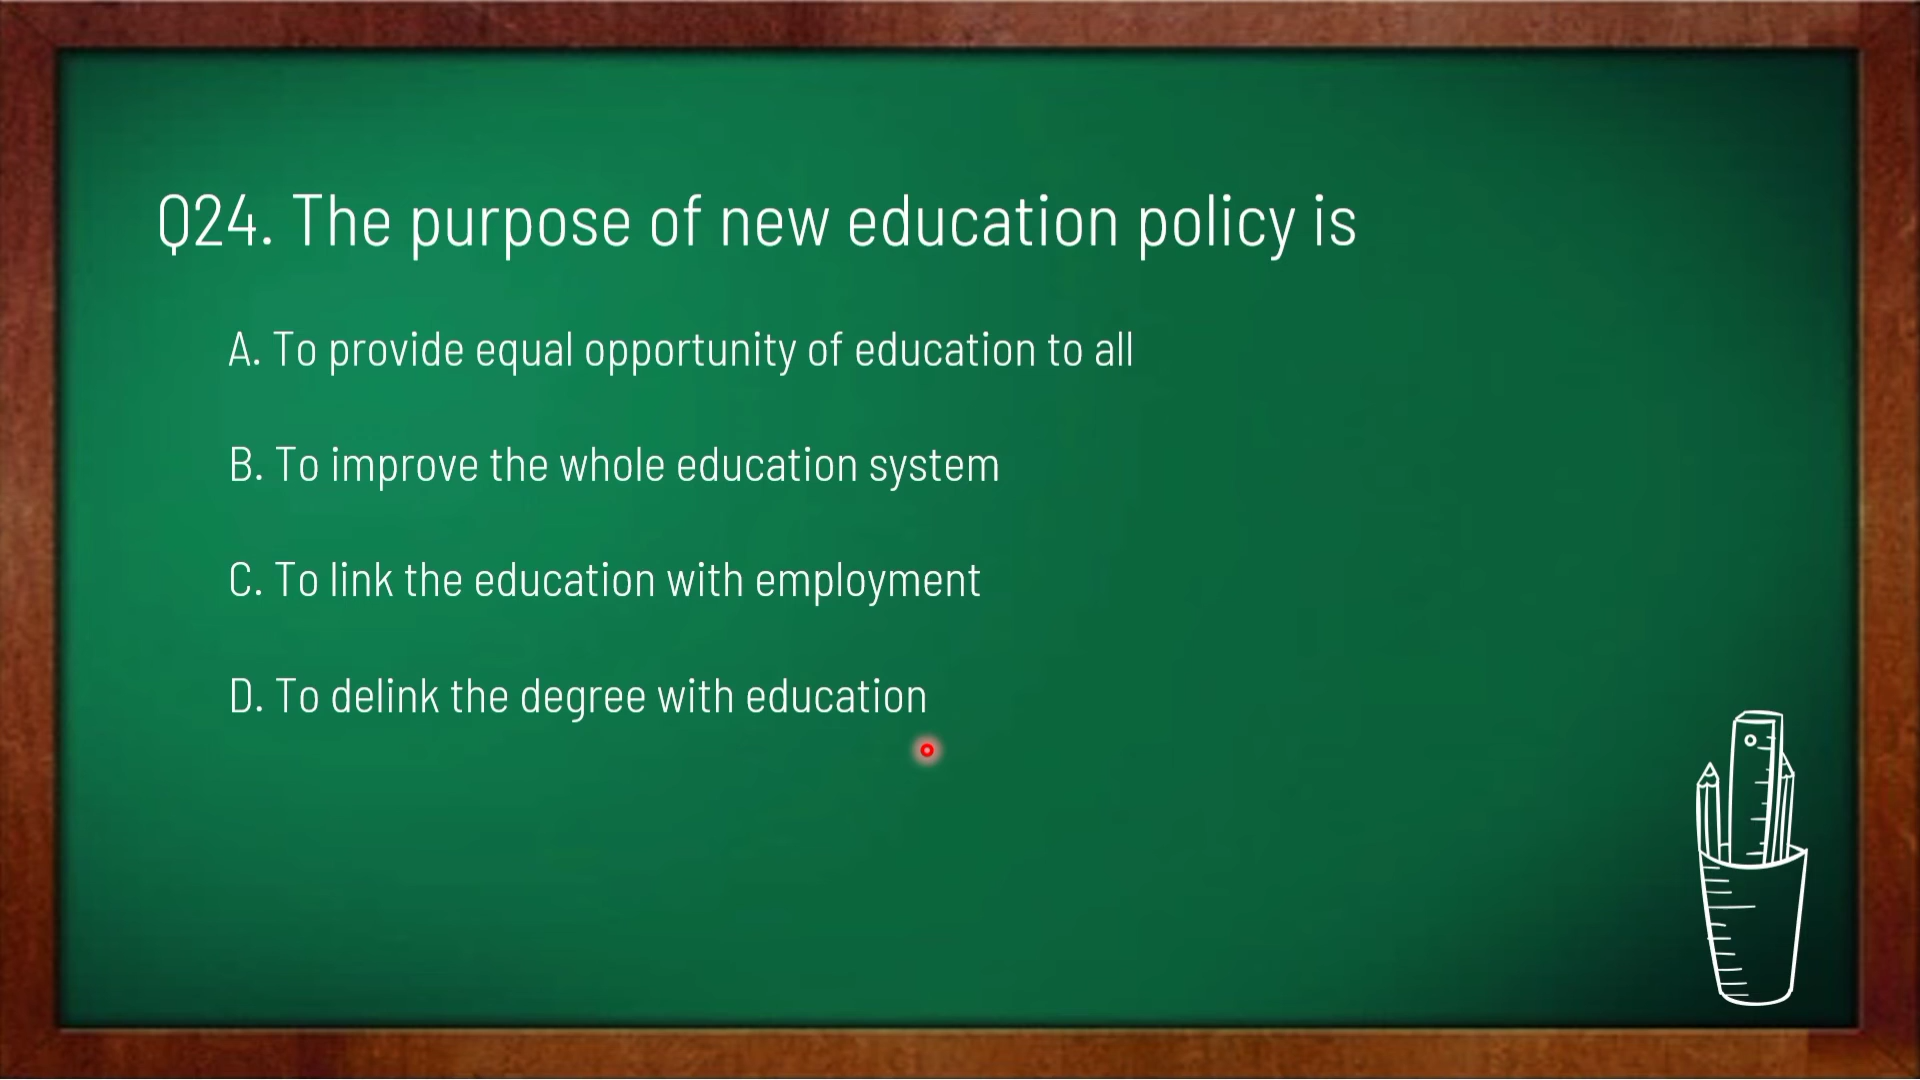 Q24. The purpose of new education policy is
A. To provide equal opportunity of education to all
B. To improve the whole education system
C. To link the education with employment
D. To delink the degree with education